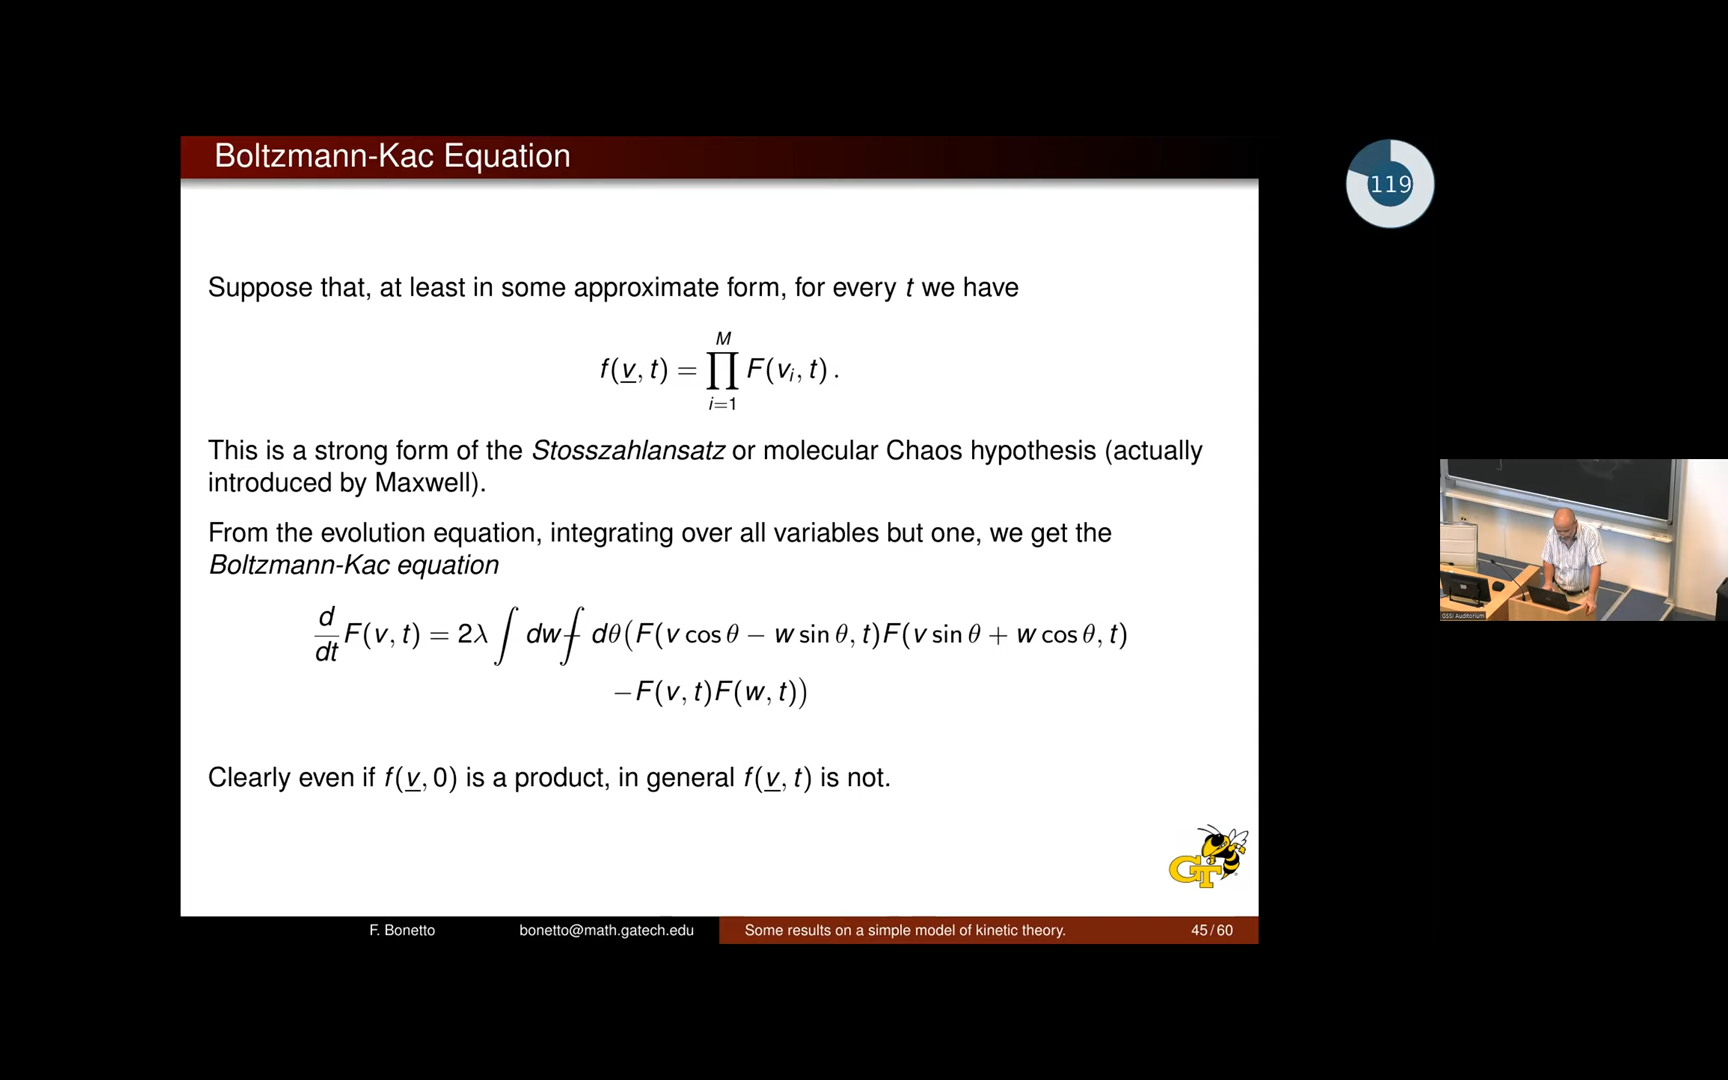 Boltzmann-Kac Equation
119
Suppose that, at least in some approximate form, for every t we have
f(v̲, t) = ∏_{i=1}^{M} F(v_i, t) .
This is a strong form of the Stosszahlansatz or molecular Chaos hypothesis (actually
introduced by Maxwell).
From the evolution equation, integrating over all variables but one, we get the
Boltzmann-Kac equation
d/dt F(v, t) = 2λ ∫ dw ⨍ dθ(F(v cos θ − w sin θ, t)F(v sin θ + w cos θ, t)
−F(v, t)F(w, t))
Clearly even if f(v̲, 0) is a product, in general f(v̲, t) is not.
GT
F. Bonetto bonetto@math.gatech.edu Some results on a simple model of kinetic theory. 45/60
GSSI Auditorium